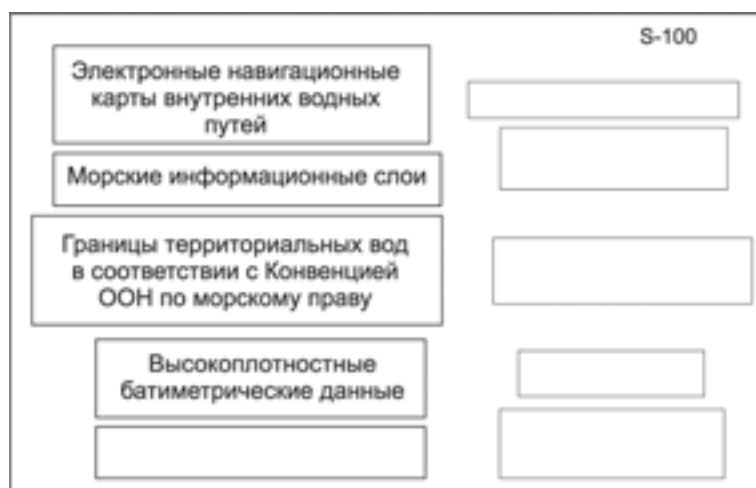 S-100
Электронные навигационные
карты внутренних водных
путей
Морские информационные слои
Границы территориальных вод
в соответствии с Конвенцией
ООН по морскому праву
Высокоплотностные
батиметрические данные